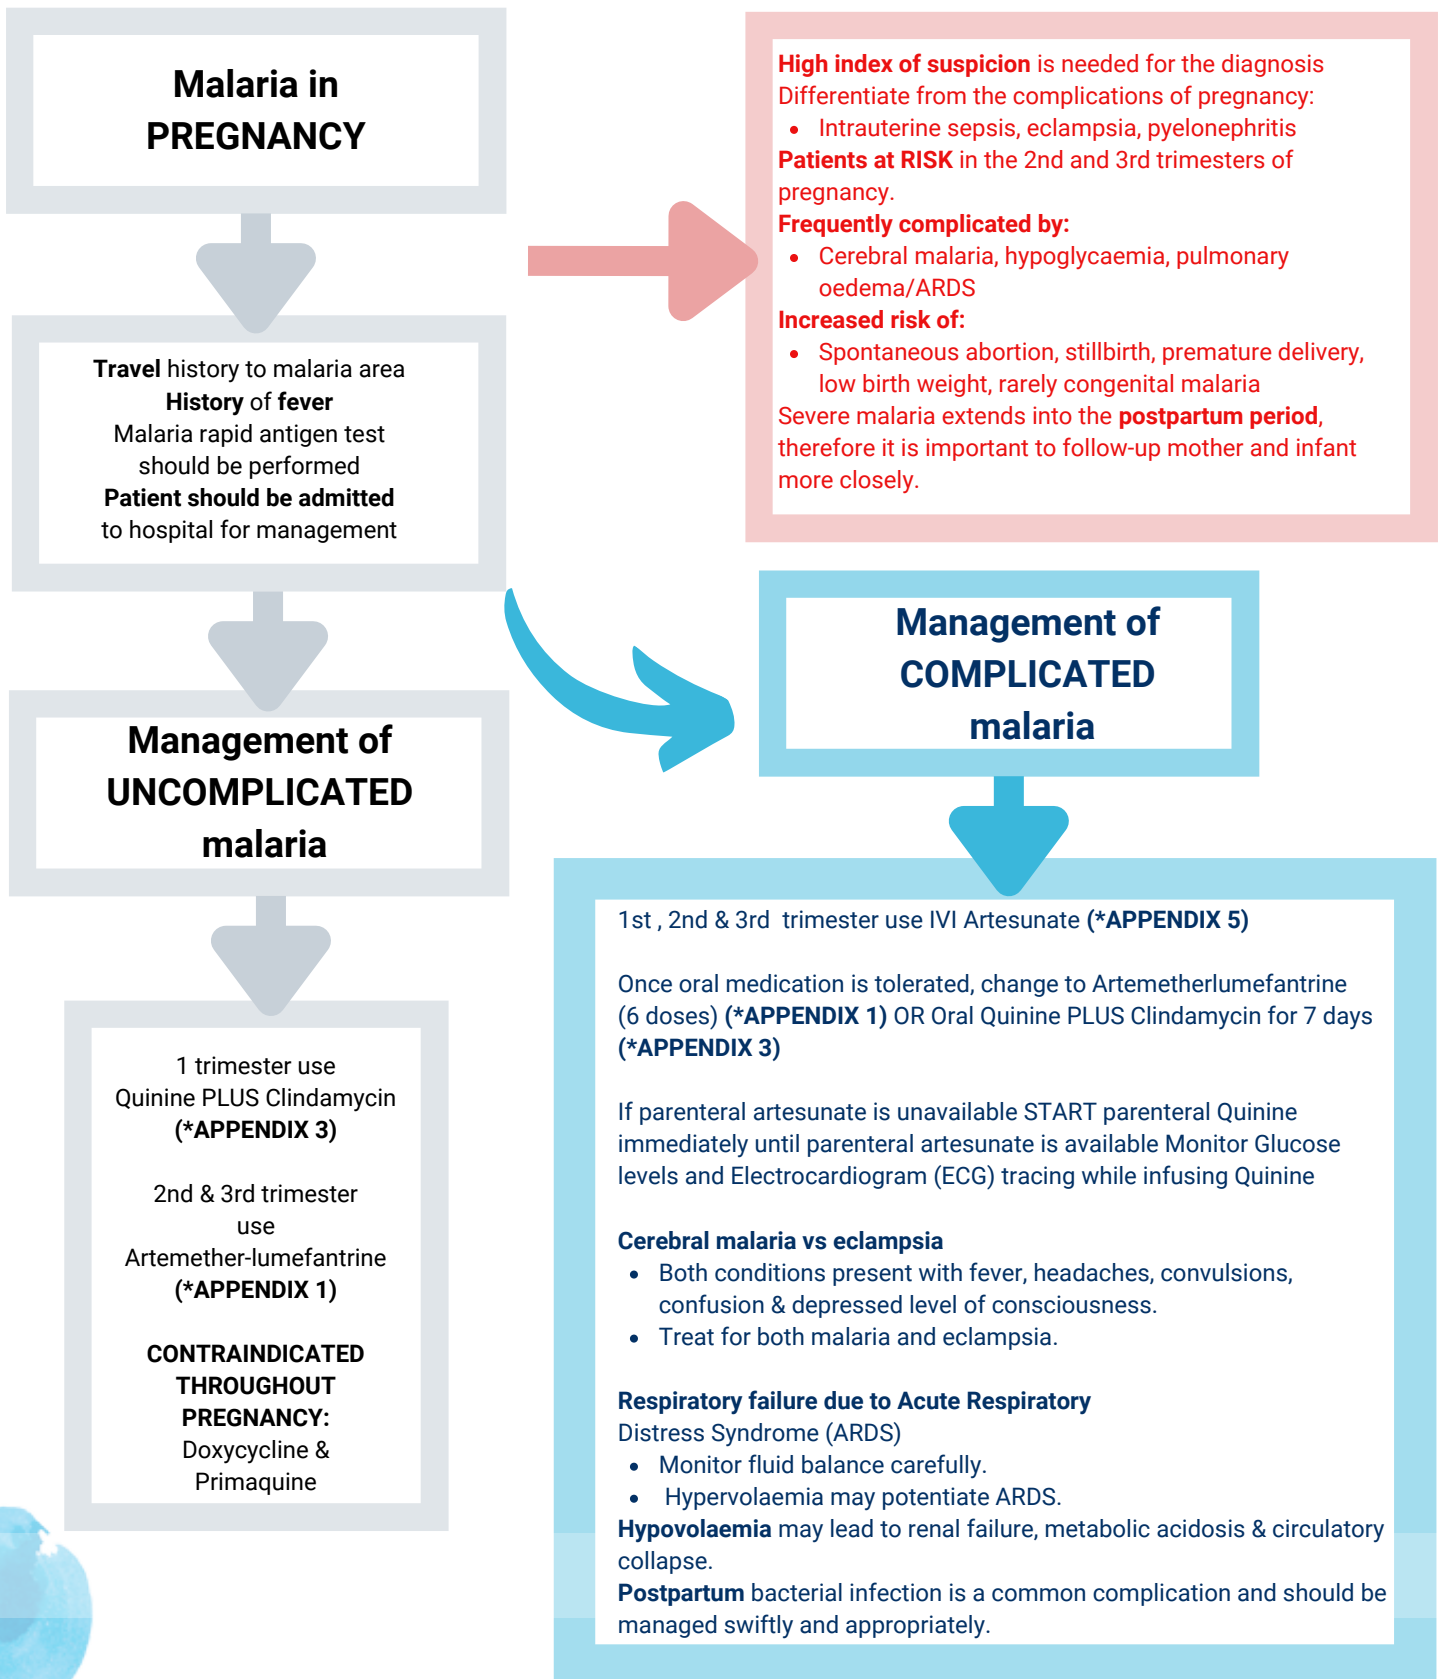 Malaria in
PREGNANCY
High index of suspicion is needed for the diagnosis
Differentiate from the complications of pregnancy:
• Intrauterine sepsis, eclampsia, pyelonephritis
Patients at RISK in the 2nd and 3rd trimesters of
pregnancy.
Frequently complicated by:
• Cerebral malaria, hypoglycaemia, pulmonary
oedema/ARDS
Increased risk of:
• Spontaneous abortion, stillbirth, premature delivery,
low birth weight, rarely congenital malaria
Severe malaria extends into the postpartum period,
therefore it is important to follow-up mother and infant
more closely.
Travel history to malaria area
History of fever
Malaria rapid antigen test
should be performed
Patient should be admitted
to hospital for management
Management of
UNCOMPLICATED
malaria
1 trimester use
Quinine PLUS Clindamycin
(*APPENDIX 3)
2nd & 3rd trimester
use
Artemether-lumefantrine
(*APPENDIX 1)
CONTRAINDICATED
THROUGHOUT
PREGNANCY:
Doxycycline &
Primaquine
Management of
COMPLICATED
malaria
1st , 2nd & 3rd trimester use IVI Artesunate (*APPENDIX 5)
Once oral medication is tolerated, change to Artemetherlumefantrine
(6 doses) (*APPENDIX 1) OR Oral Quinine PLUS Clindamycin for 7 days
(*APPENDIX 3)
If parenteral artesunate is unavailable START parenteral Quinine
immediately until parenteral artesunate is available Monitor Glucose
levels and Electrocardiogram (ECG) tracing while infusing Quinine
Cerebral malaria vs eclampsia
• Both conditions present with fever, headaches, convulsions,
confusion & depressed level of consciousness.
• Treat for both malaria and eclampsia.
Respiratory failure due to Acute Respiratory
Distress Syndrome (ARDS)
• Monitor fluid balance carefully.
• Hypervolaemia may potentiate ARDS.
Hypovolaemia may lead to renal failure, metabolic acidosis & circulatory
collapse.
Postpartum bacterial infection is a common complication and should be
managed swiftly and appropriately.